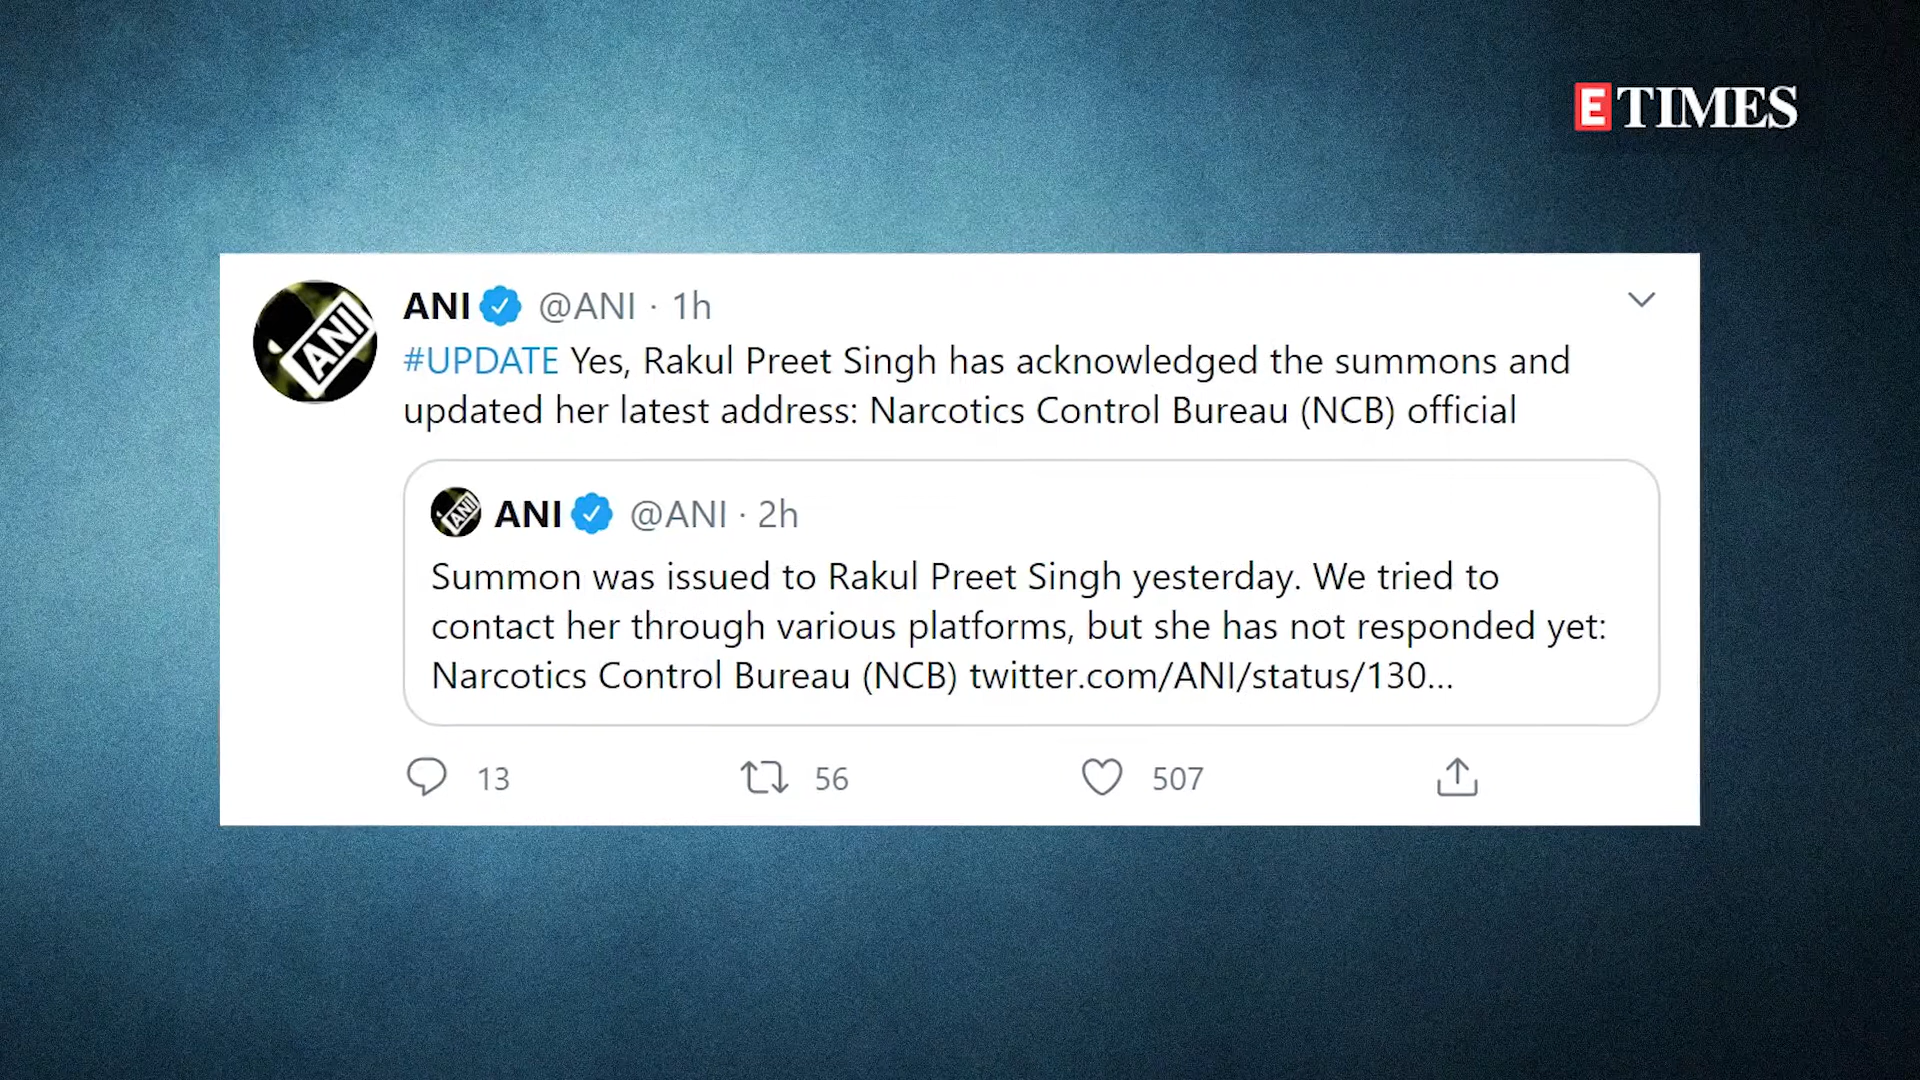 E TIMES
ANI @ANI · 1h
#UPDATE Yes, Rakul Preet Singh has acknowledged the summons and
updated her latest address: Narcotics Control Bureau (NCB) official
ANI
ANI @ANI · 2h
Summon was issued to Rakul Preet Singh yesterday. We tried to
contact her through various platforms, but she has not responded yet:
Narcotics Control Bureau (NCB) twitter.com/ANI/status/130...
ANI
13 56 507